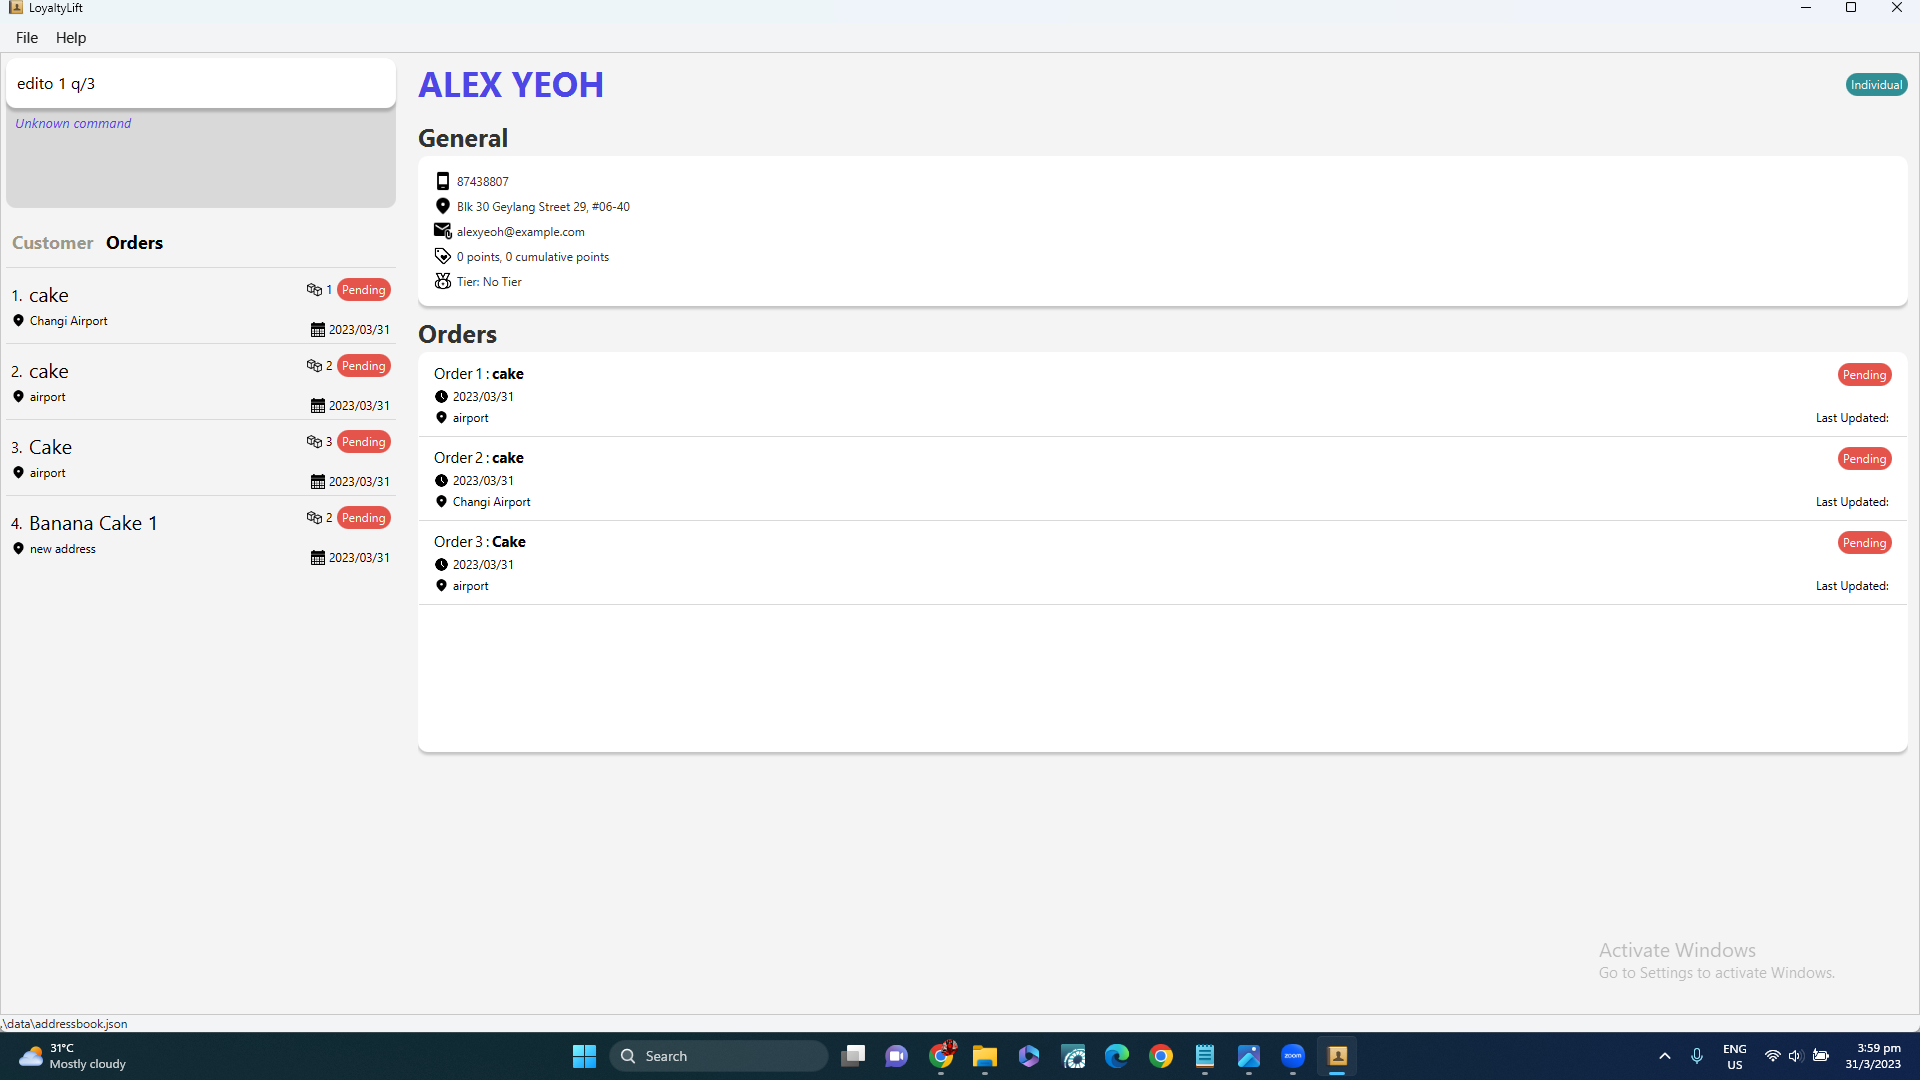 LoyaltyLift
File Help
edito 1 q/3
Unknown command
Customer Orders
1. cake
1 Pending
Changi Airport
2023/03/31
2. cake
2 Pending
airport
2023/03/31
3. Cake
3 Pending
airport
2023/03/31
4. Banana Cake 1
2 Pending
new address
2023/03/31
ALEX YEOH
Individual
General
87438807
Blk 30 Geylang Street 29, #06-40
alexyeoh@example.com
0 points, 0 cumulative points
Tier: No Tier
Orders
Order 1 : cake
Pending
2023/03/31
airport
Last Updated:
Order 2 : cake
Pending
2023/03/31
Changi Airport
Last Updated:
Order 3 : Cake
Pending
2023/03/31
airport
Last Updated:
Activate Windows
Go to Settings to activate Windows.
.\data\addressbook.json
31°C
Mostly cloudy
Search
zoom
ENG
US
3:59 pm
31/3/2023